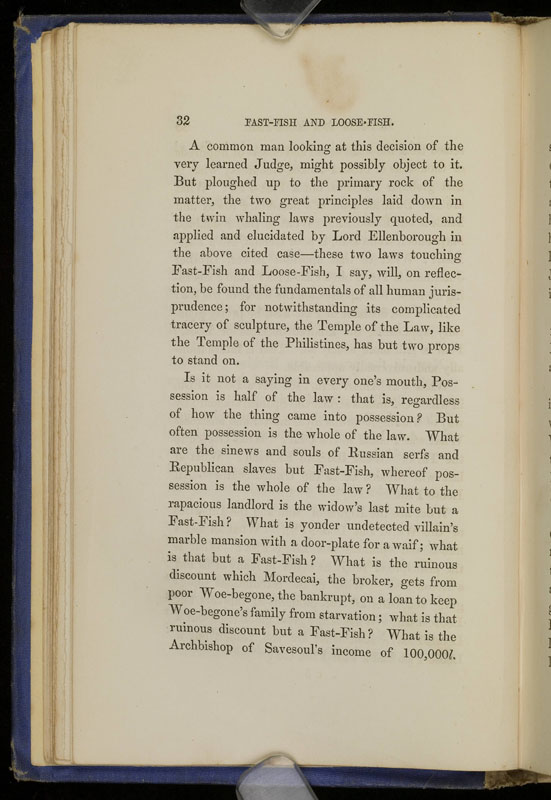 32 FAST-FISH AND LOOSE-FISH.
A common man looking at this decision of the
very learned Judge, might possibly object to it.
But ploughed up to the primary rock of the
matter, the two great principles laid down in
the twin whaling laws previously quoted, and
applied and elucidated by Lord Ellenborough in
the above cited case—these two laws touching
Fast-Fish and Loose-Fish, I say, will, on reflec-
tion, be found the fundamentals of all human juris-
prudence; for notwithstanding its complicated
tracery of sculpture, the Temple of the Law, like
the Temple of the Philistines, has but two props
to stand on.
Is it not a saying in every one's mouth, Pos-
session is half of the law: that is, regardless
of how the thing came into possession? But
often possession is the whole of the law. What
are the sinews and souls of Russian serfs and
Republican slaves but Fast-Fish, whereof pos-
session is the whole of the law? What to the
rapacious landlord is the widow's last mite but a
Fast-Fish? What is yonder undetected villain's
marble mansion with a door-plate for a waif; what
is that but a Fast-Fish? What is the ruinous
discount which Mordecai, the broker, gets from
poor Woe-begone, the bankrupt, on a loan to keep
Woe-begone's family from starvation; what is that
ruinous discount but a Fast-Fish? What is the
Archbishop of Savesoul's income of 100,000l.